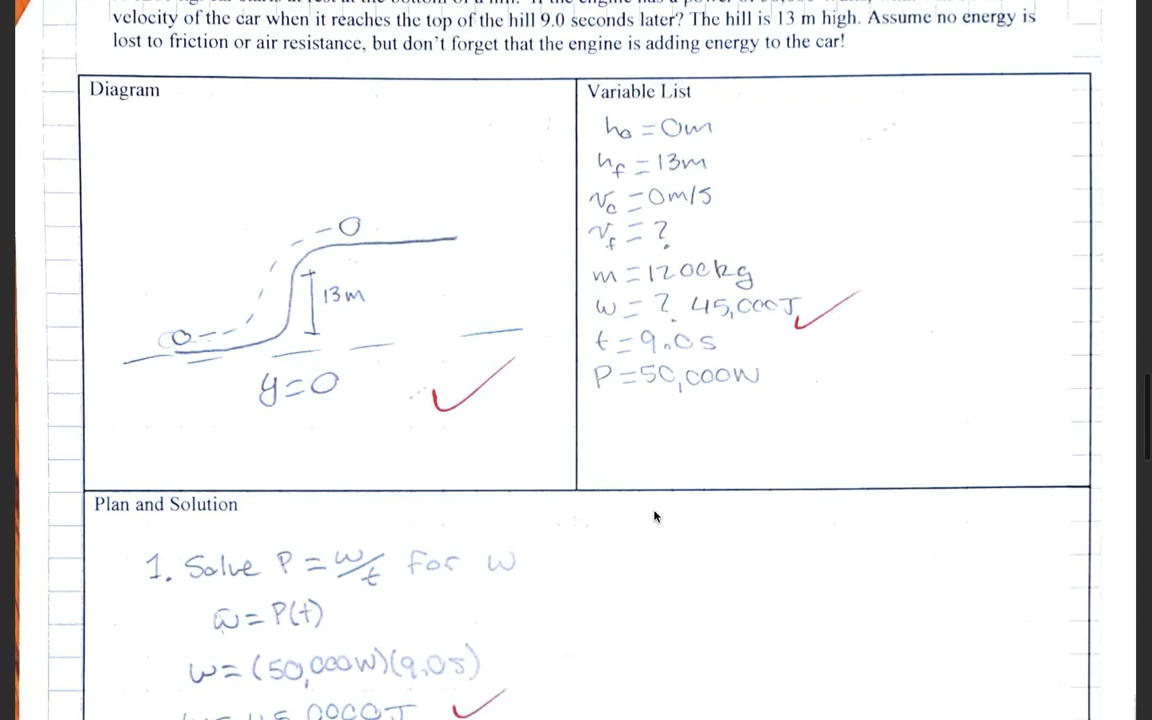 velocity of the car when it reaches the top of the hill 9.0 seconds later? The hill is 13 m high. Assume no energy is
lost to friction or air resistance, but don't forget that the engine is adding energy to the car!
Diagram
13m
y=0
Variable List
h₀ = 0m
h_f = 13m
v₀ = 0m/s
v_f = ?
m = 1200kg
w = ? 45,000J
t = 9.0s
P = 50,000W
Plan and Solution
1. Solve P = w/t for w
w = P(t)
w = (50,000W)(9.0s)